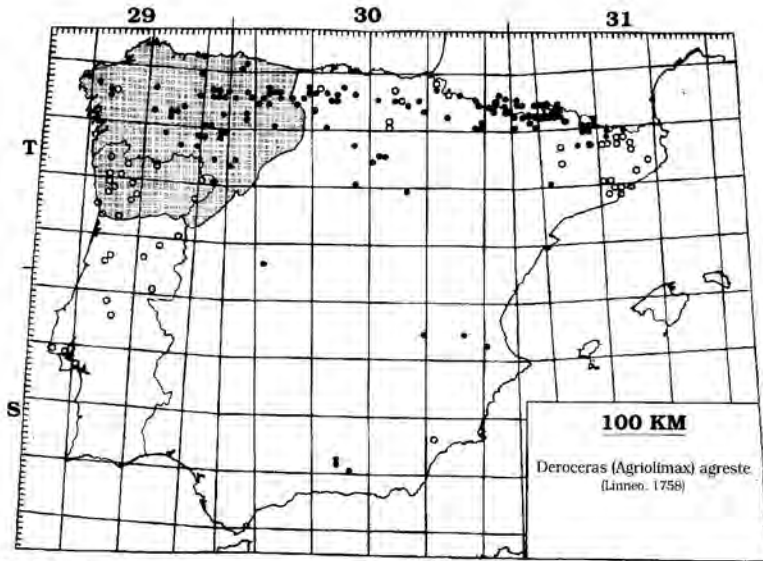 29 30 31
T
S
100 KM
Deroceras (Agriolimax) agreste
(Linneo, 1758)